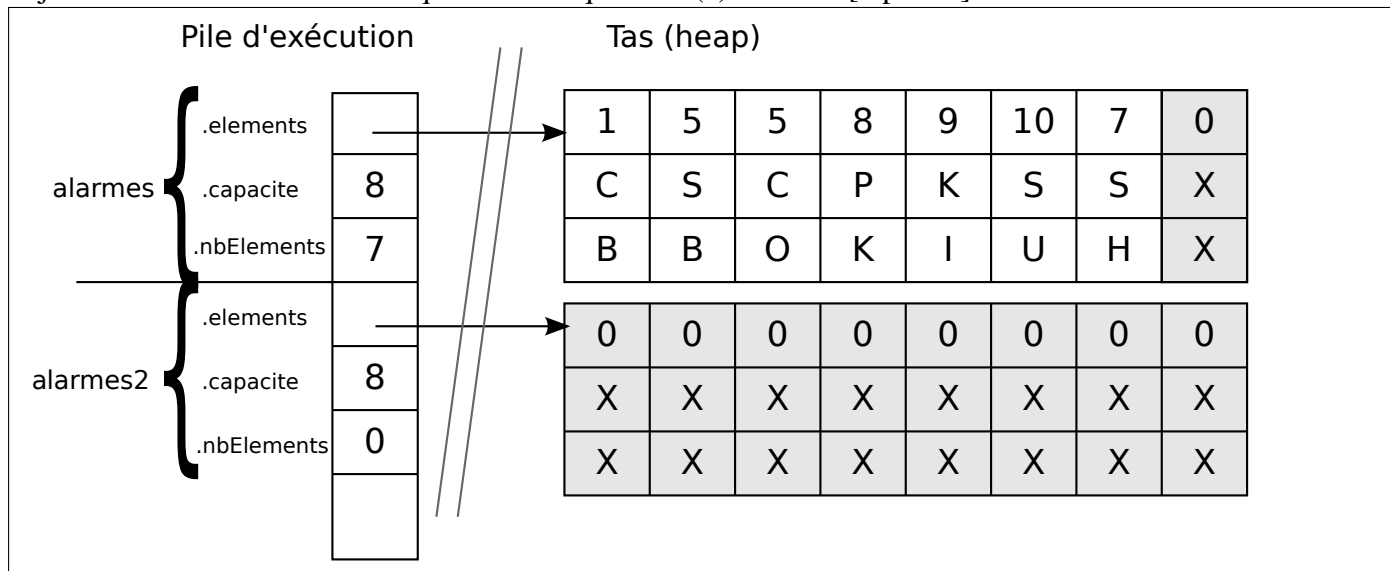 Pile d'exécution Tas (heap)
.elements 1 5 5 8 9 10 7 0
alarmes .capacite 8 C S C P K S S X
.nbElements 7 B B O K I U H X
.elements 0 0 0 0 0 0 0 0
alarmes2 .capacite 8 X X X X X X X X
.nbElements 0 X X X X X X X X